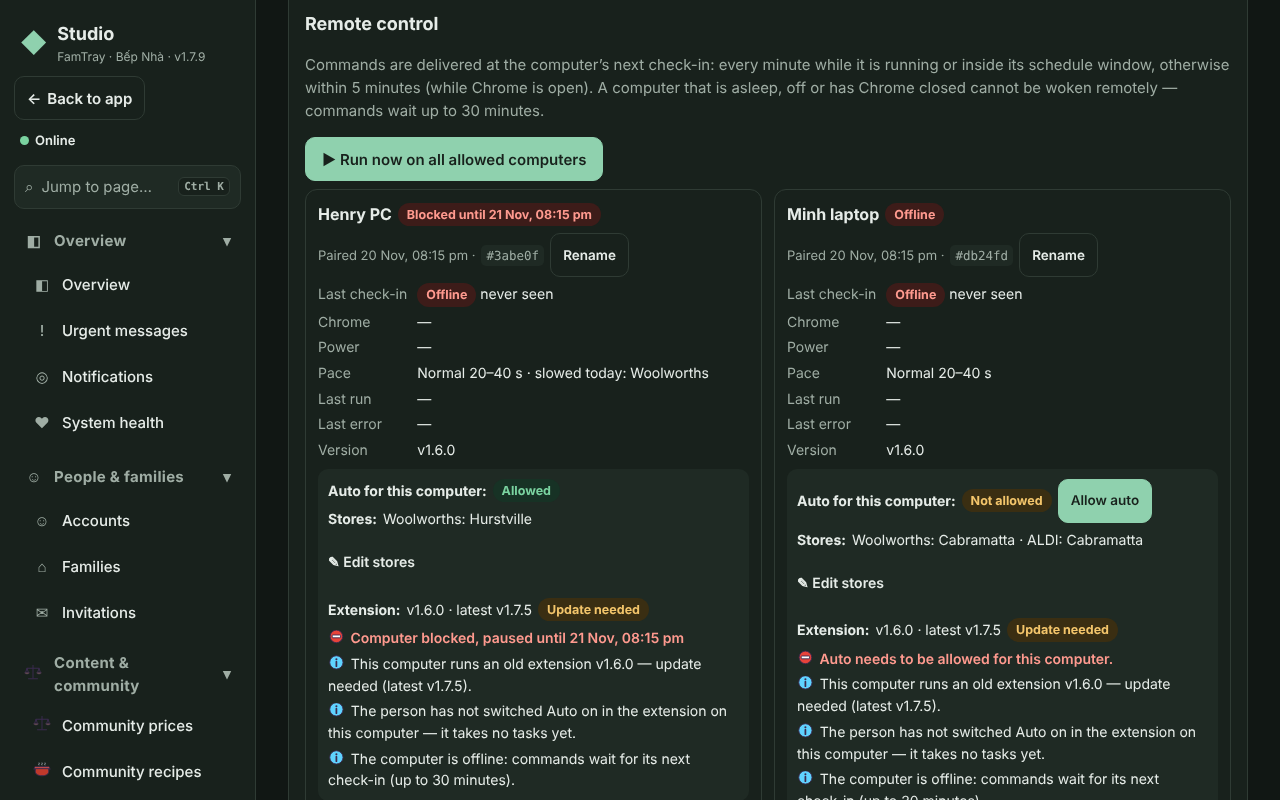 Studio
FamTray · Bếp Nhà · v1.7.9
← Back to app
Online
Jump to page... Ctrl K
Overview
Overview
! Urgent messages
Notifications
System health
People & families
Accounts
Families
Invitations
Content &
community
Community prices
Community recipes
Remote control
Commands are delivered at the computer's next check-in: every minute while it is running or inside its schedule window, otherwise
within 5 minutes (while Chrome is open). A computer that is asleep, off or has Chrome closed cannot be woken remotely —
commands wait up to 30 minutes.
▶ Run now on all allowed computers
Henry PC Blocked until 21 Nov, 08:15 pm
Paired 20 Nov, 08:15 pm · #3abe0f Rename
Last check-in Offline never seen
Chrome —
Power —
Pace Normal 20–40 s · slowed today: Woolworths
Last run —
Last error —
Version v1.6.0
Auto for this computer: Allowed
Stores: Woolworths: Hurstville
✎ Edit stores
Extension: v1.6.0 · latest v1.7.5 Update needed
⛔ Computer blocked, paused until 21 Nov, 08:15 pm
ℹ This computer runs an old extension v1.6.0 — update
needed (latest v1.7.5).
ℹ The person has not switched Auto on in the extension on
this computer — it takes no tasks yet.
ℹ The computer is offline: commands wait for its next
check-in (up to 30 minutes).
Minh laptop Offline
Paired 20 Nov, 08:15 pm · #db24fd Rename
Last check-in Offline never seen
Chrome —
Power —
Pace Normal 20–40 s
Last run —
Last error —
Version v1.6.0
Auto for this computer: Not allowed Allow auto
Stores: Woolworths: Cabramatta · ALDI: Cabramatta
✎ Edit stores
Extension: v1.6.0 · latest v1.7.5 Update needed
⛔ Auto needs to be allowed for this computer.
ℹ This computer runs an old extension v1.6.0 — update
needed (latest v1.7.5).
ℹ The person has not switched Auto on in the extension on
this computer — it takes no tasks yet.
ℹ The computer is offline: commands wait for its next
check-in (up to 30 minutes).